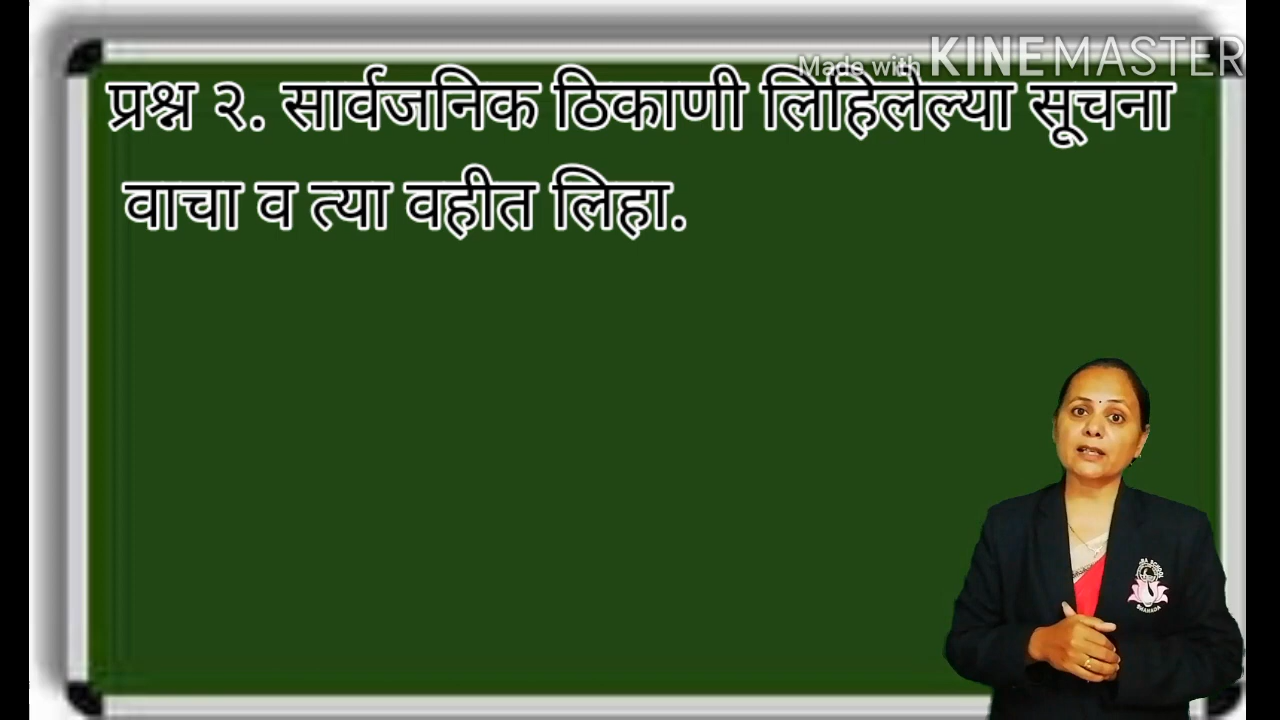 Made with KINEMASTER
प्रश्न २. सार्वजनिक ठिकाणी लिहिलेल्या सूचना
वाचा व त्या वहीत लिहा.